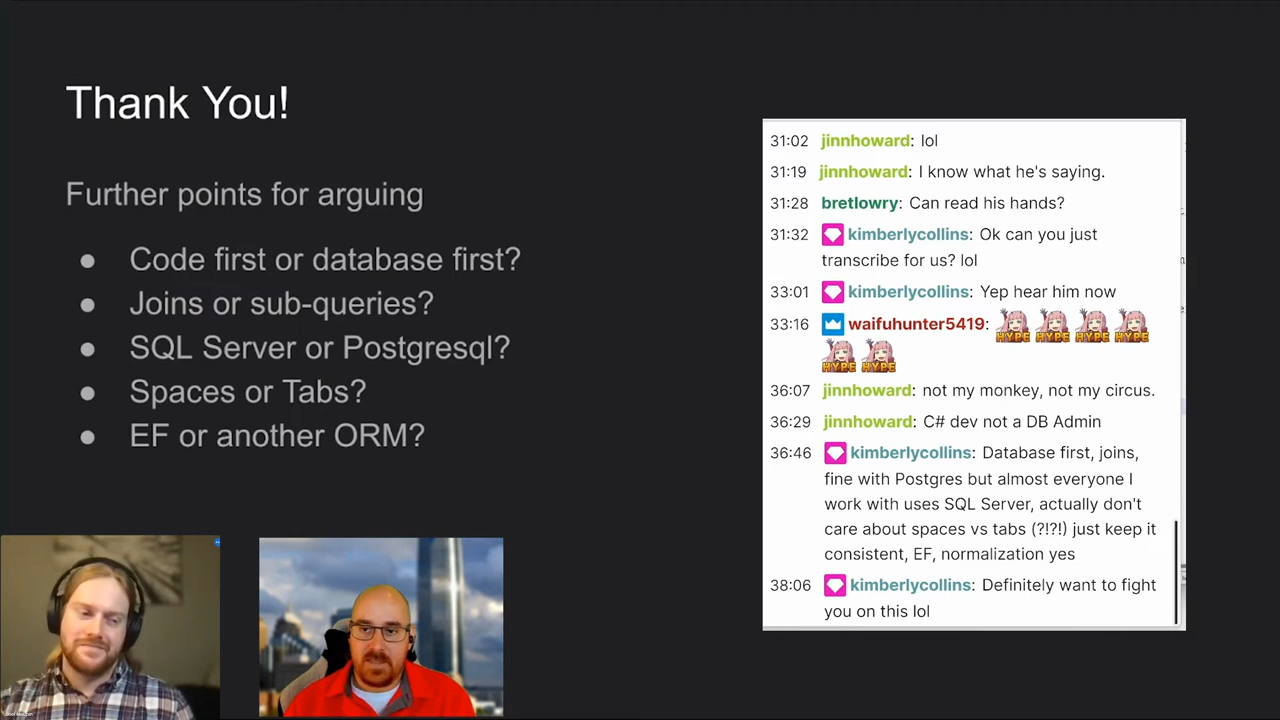 Thank You!
Further points for arguing
● Code first or database first?
● Joins or sub-queries?
● SQL Server or Postgresql?
● Spaces or Tabs?
● EF or another ORM?
31:02 jinnhoward: lol
31:19 jinnhoward: I know what he's saying.
31:28 bretlowry: Can read his hands?
31:32 kimberlycollins: Ok can you just
transcribe for us? lol
33:01 kimberlycollins: Yep hear him now
33:16 waifuhunter5419: HYPE HYPE HYPE HYPE
HYPE HYPE
36:07 jinnhoward: not my monkey, not my circus.
36:29 jinnhoward: C# dev not a DB Admin
36:46 kimberlycollins: Database first, joins,
fine with Postgres but almost everyone I
work with uses SQL Server, actually don't
care about spaces vs tabs (?!?!) just keep it
consistent, EF, normalization yes
38:06 kimberlycollins: Definitely want to fight
you on this lol